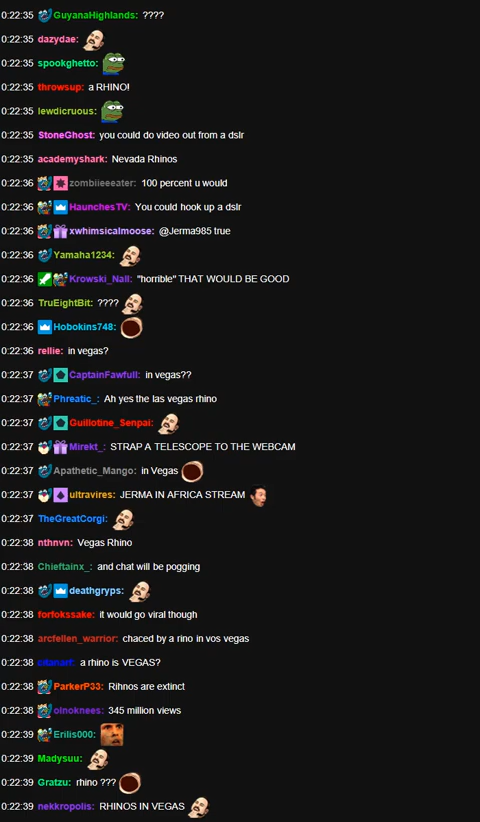 0:22:35 GuyanaHighlands: ????
0:22:35 dazydae:
0:22:35 spookghetto:
0:22:35 throwsup: a RHINO!
0:22:35 lewdicruous:
0:22:35 StoneGhost: you could do video out from a dslr
0:22:35 academyshark: Nevada Rhinos
0:22:36 zombiieeeater: 100 percent u would
0:22:36 HaunchesTV: You could hook up a dslr
0:22:36 xwhimsicalmoose: @Jerma985 true
0:22:36 Yamaha1234:
0:22:36 Krowski_Nall: "horrible" THAT WOULD BE GOOD
0:22:36 TruEightBit: ????
0:22:36 Hobokins748:
0:22:36 rellie: in vegas?
0:22:37 CaptainFawfull: in vegas??
0:22:37 Phreatic_: Ah yes the las vegas rhino
0:22:37 Guillotine_Senpai:
0:22:37 Mirekt_: STRAP A TELESCOPE TO THE WEBCAM
0:22:37 Apathetic_Mango: in Vegas
0:22:37 ultravires: JERMA IN AFRICA STREAM
0:22:37 TheGreatCorgi:
0:22:38 nthnvn: Vegas Rhino
0:22:38 Chieftainx_: and chat will be pogging
0:22:38 deathgryps:
0:22:38 forfokssake: it would go viral though
0:22:38 arcfellen_warrior: chaced by a rino in vos vegas
0:22:38 a rhino is VEGAS?
0:22:38 ParkerP33: Rihnos are extinct
0:22:38 olnoknees: 345 million views
0:22:39 Erilis000:
0:22:39 Madysuu:
0:22:39 Gratzu: rhino ???
0:22:39 nekkropolis: RHINOS IN VEGAS